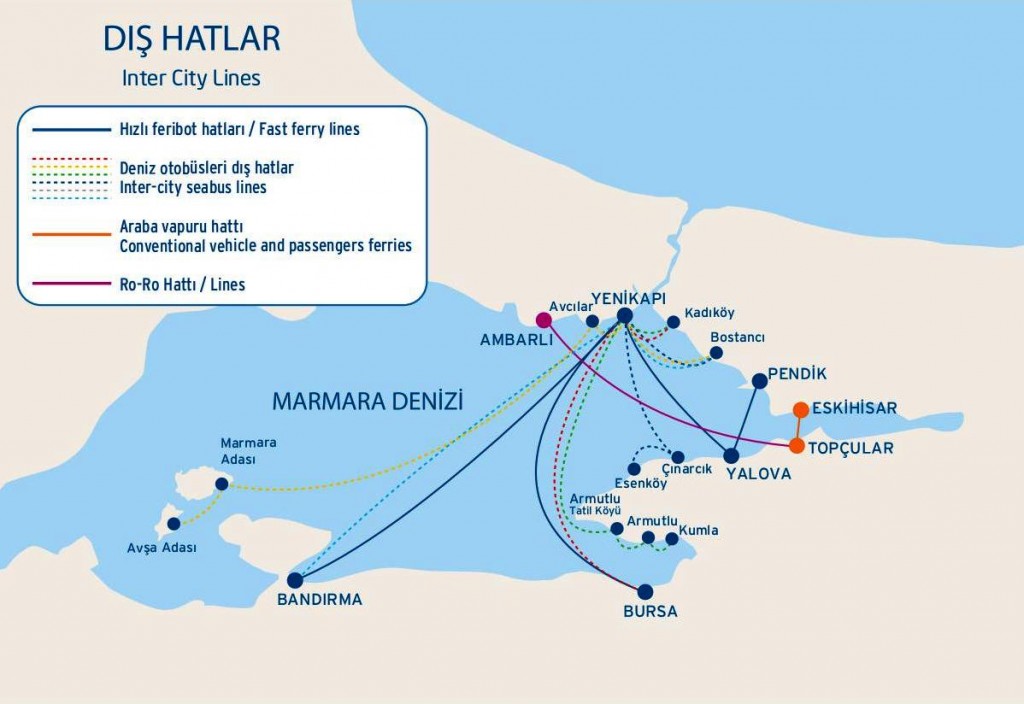 DIŞ HATLAR
Inter City Lines
Hızlı feribot hatları / Fast ferry lines
Deniz otobüsleri dış hatlar
Inter-city seabus lines
Araba vapuru hattı
Conventional vehicle and passengers ferries
Ro-Ro Hattı / Lines
Avcılar
YENİKAPI
Kadıköy
AMBARLI
Bostancı
PENDİK
MARMARA DENİZİ
ESKİHİSAR
Marmara
Adası
TOPÇULAR
Çınarcık
YALOVA
Esenköy
Armutlu
Tatil Köyü
Armutlu
Kumla
Avşa Adası
BANDIRMA
BURSA